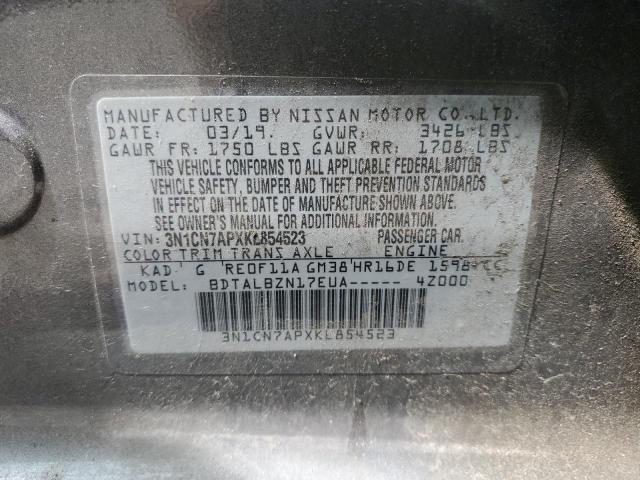 MANUFACTURED BY NISSAN MOTOR CO., LTD.
DATE: 03/19. GVWR: 3426 LBS
GAWR FR: 1750 LBS GAWR RR: 1708 LBS
THIS VEHICLE CONFORMS TO ALL APPLICABLE FEDERAL MOTOR
VEHICLE SAFETY, BUMPER AND THEFT PREVENTION STANDARDS
IN EFFECT ON THE DATE OF MANUFACTURE SHOWN ABOVE.
SEE OWNER'S MANUAL FOR ADDITIONAL INFORMATION.
VIN: 3N1CN7APXKL854523 PASSENGER CAR.
COLOR TRIM TRANS AXLE ENGINE
KAD G RE0F11A GM38 HR16DE 1598 CC
MODEL: BDTALBZN17EUA----- 4Z000
3N1CN7APXKL854523